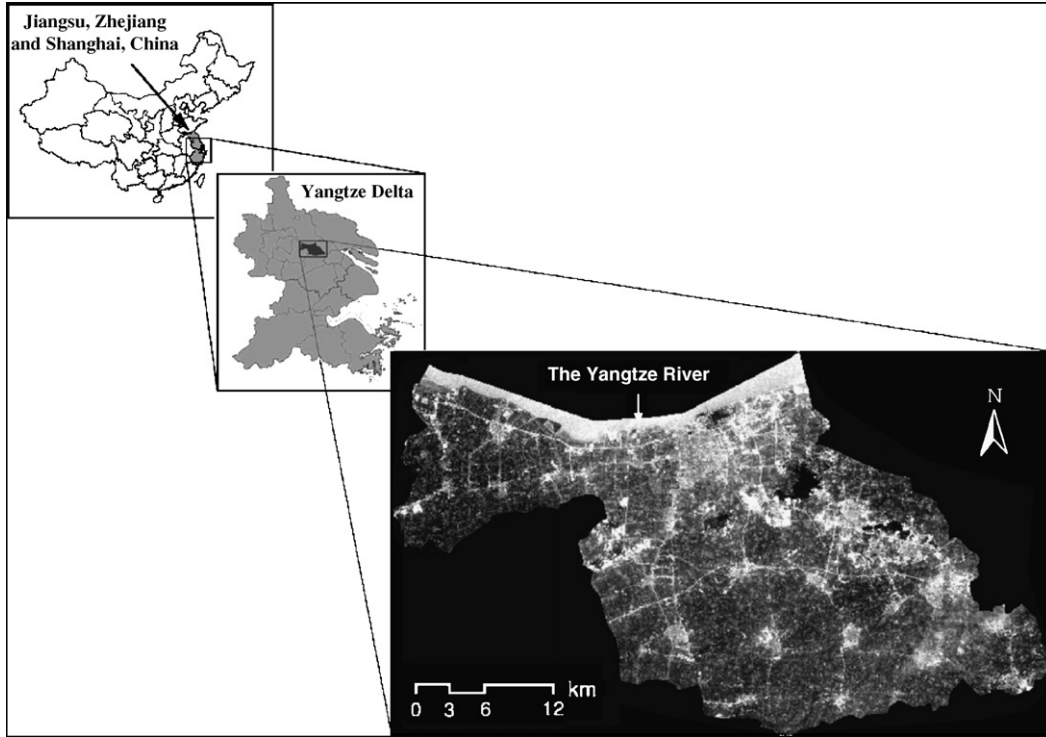 Jiangsu, Zhejiang
and Shanghai, China
Yangtze Delta
The Yangtze River
N
km
0 3 6 12